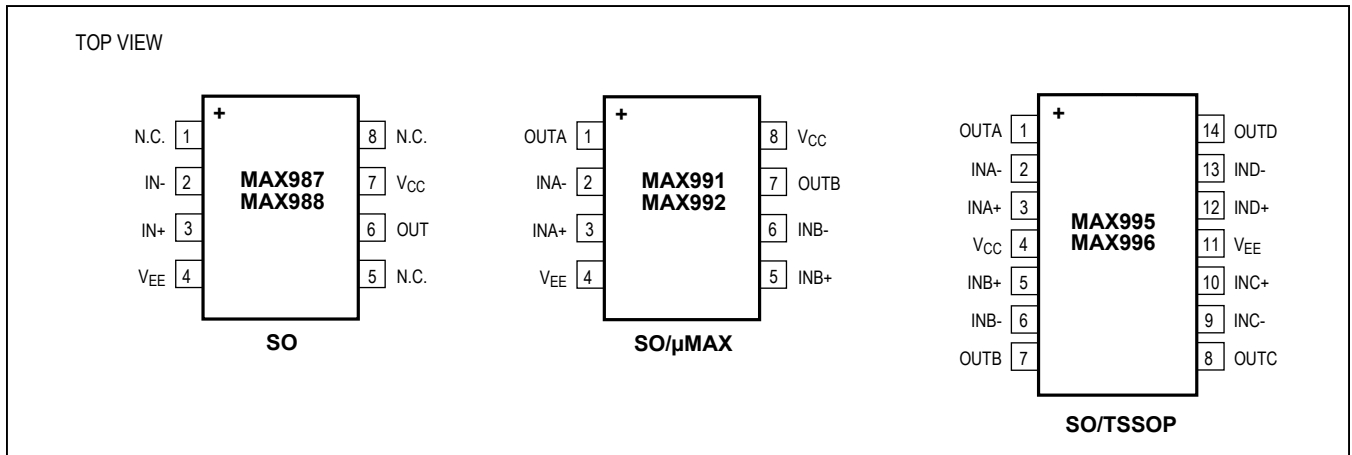 TOP VIEW
+
N.C. 1
IN- 2
IN+ 3
VEE 4
MAX987
MAX988
8 N.C.
7 VCC
6 OUT
5 N.C.
SO
+
OUTA 1
INA- 2
INA+ 3
VEE 4
MAX991
MAX992
8 VCC
7 OUTB
6 INB-
5 INB+
SO/µMAX
+
OUTA 1
INA- 2
INA+ 3
VCC 4
INB+ 5
INB- 6
OUTB 7
MAX995
MAX996
14 OUTD
13 IND-
12 IND+
11 VEE
10 INC+
9 INC-
8 OUTC
SO/TSSOP